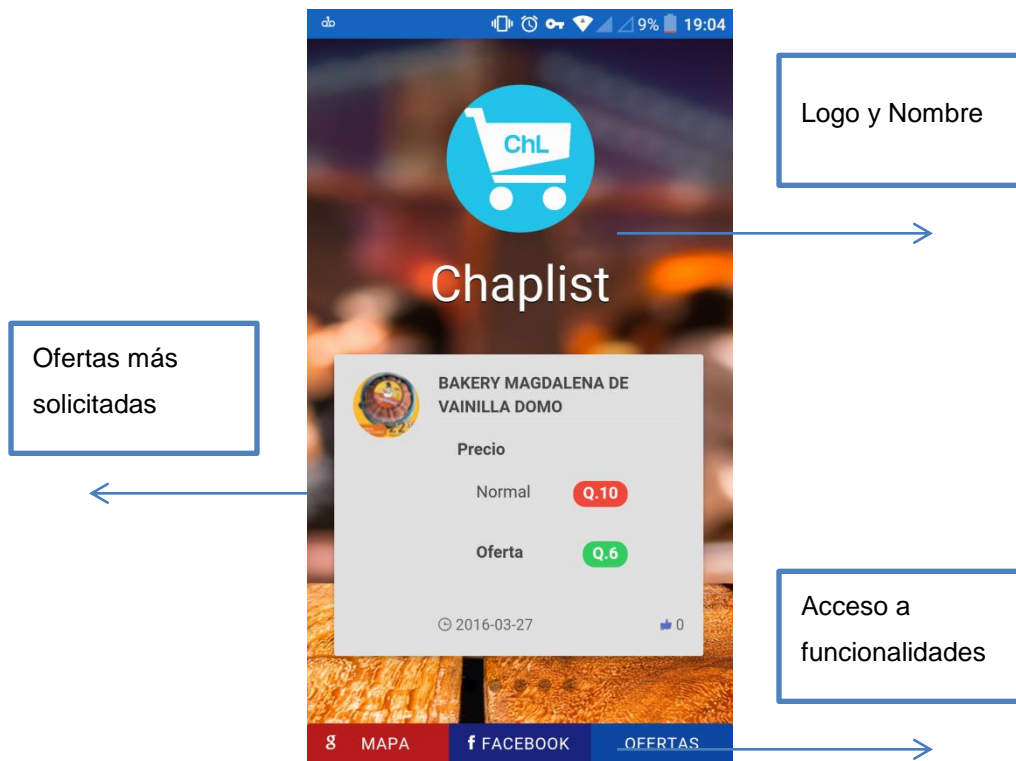 9% 19:04
ChL
Chaplist
Logo y Nombre
Ofertas más
solicitadas
BAKERY MAGDALENA DE
VAINILLA DOMO
Precio
Normal Q.10
Oferta Q.6
2016-03-27 0
Acceso a
funcionalidades
g MAPA f FACEBOOK OFERTAS